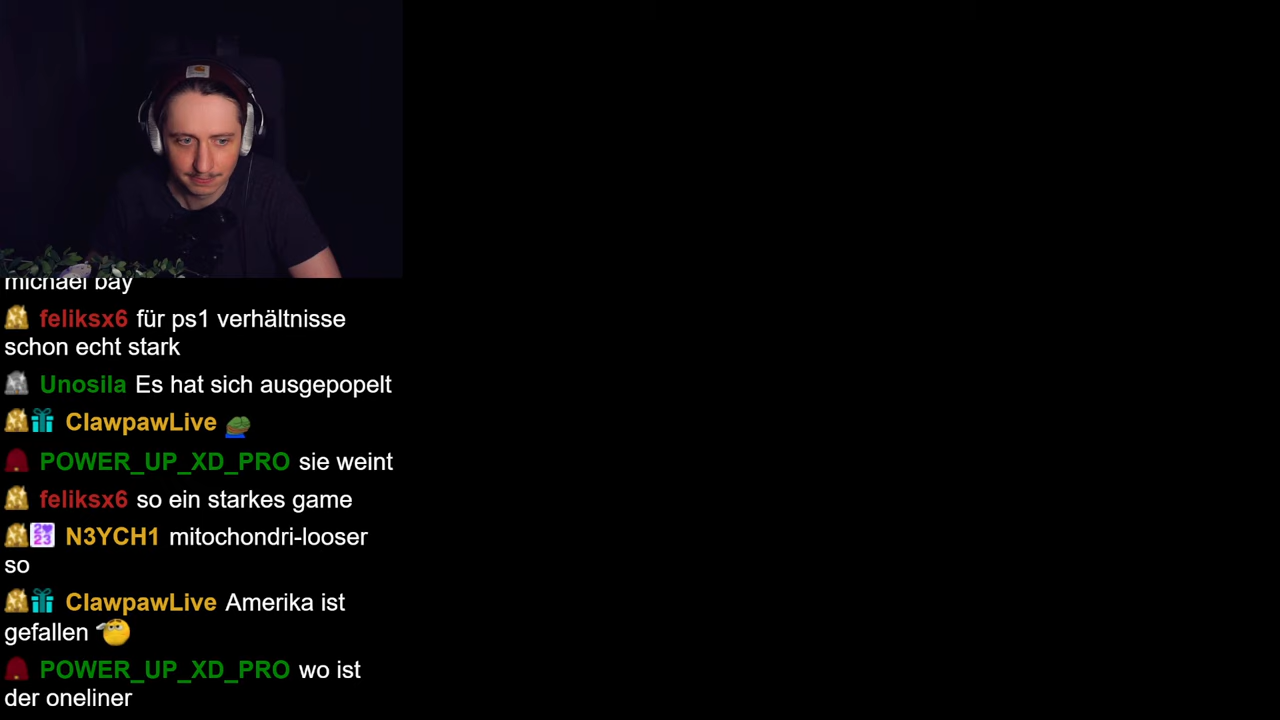 michael bay
feliksx6 für ps1 verhältnisse
schon echt stark
Unosila Es hat sich ausgepopelt
ClawpawLive
POWER_UP_XD_PRO sie weint
feliksx6 so ein starkes game
N3YCH1 mitochondri-looser
so
ClawpawLive Amerika ist
gefallen
POWER_UP_XD_PRO wo ist
der oneliner